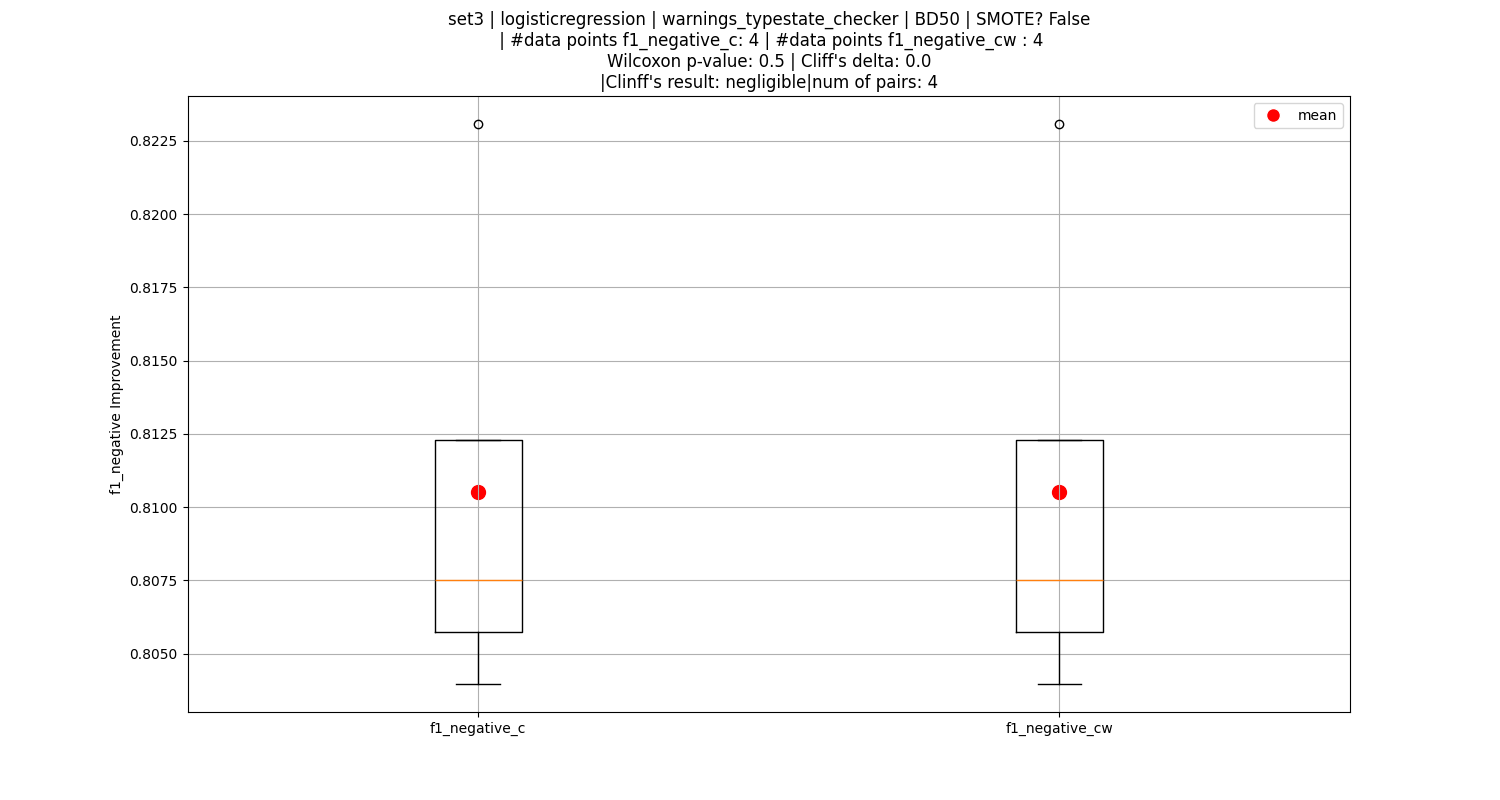 set3 | logisticregression | warnings_typestate_checker | BD50 | SMOTE? False
| #data points f1_negative_c: 4 | #data points f1_negative_cw : 4
Wilcoxon p-value: 0.5 | Cliff's delta: 0.0
|Clinff's result: negligible|num of pairs: 4
mean
0.8225
0.8200
0.8175
0.8150
0.8125
0.8100
0.8075
0.8050
f1_negative Improvement
f1_negative_c
f1_negative_cw